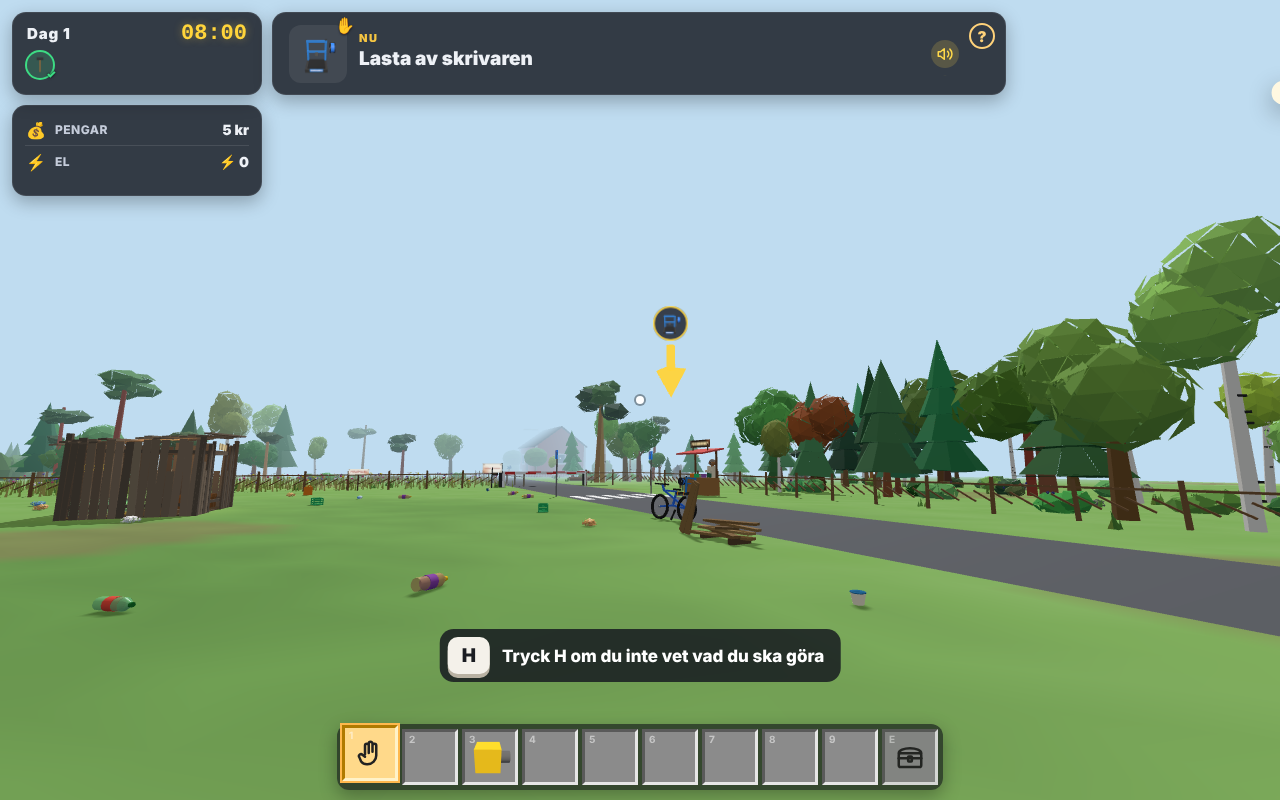 Dag 1
08:00
NU
Lasta av skrivaren
?
PENGAR
5 kr
EL
0
H
Tryck H om du inte vet vad du ska göra
1
2
3
4
5
6
7
8
9
E